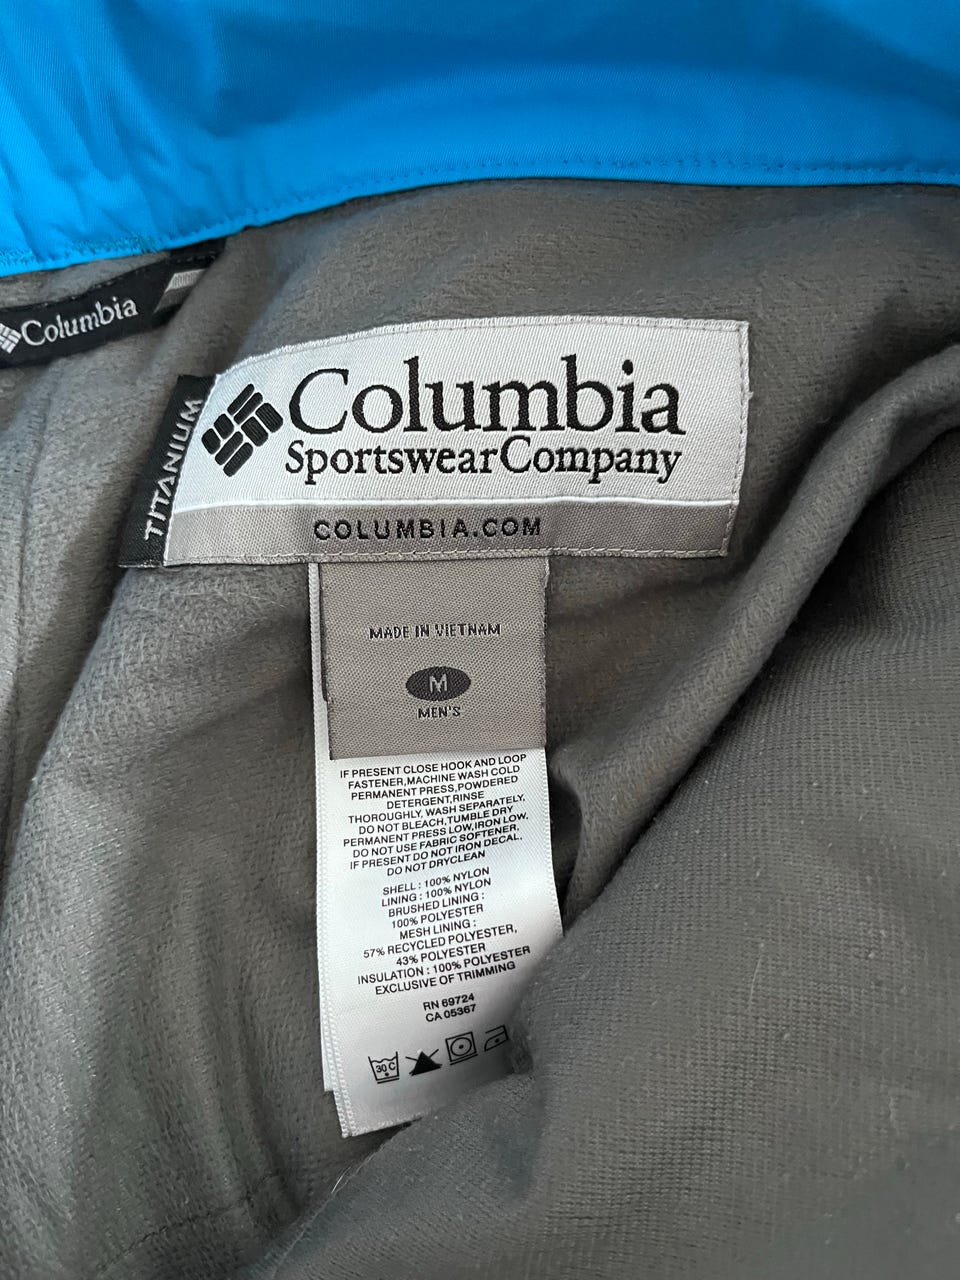 Columbia
TITANIUM
Columbia
SportswearCompany
COLUMBIA.COM
MADE IN VIETNAM
M
MEN'S
IF PRESENT CLOSE HOOK AND LOOP
FASTENER,MACHINE WASH COLD
PERMANENT PRESS,POWDERED
DETERGENT,RINSE
THOROUGHLY, WASH SEPARATELY,
DO NOT BLEACH,TUMBLE DRY
PERMANENT PRESS LOW,IRON LOW,
DO NOT USE FABRIC SOFTENER,
IF PRESENT DO NOT IRON DECAL,
DO NOT DRYCLEAN
SHELL : 100% NYLON
LINING : 100% NYLON
BRUSHED LINING :
100% POLYESTER
MESH LINING :
57% RECYCLED POLYESTER,
43% POLYESTER
INSULATION : 100% POLYESTER
EXCLUSIVE OF TRIMMING
RN 69724
CA 05367
30 C